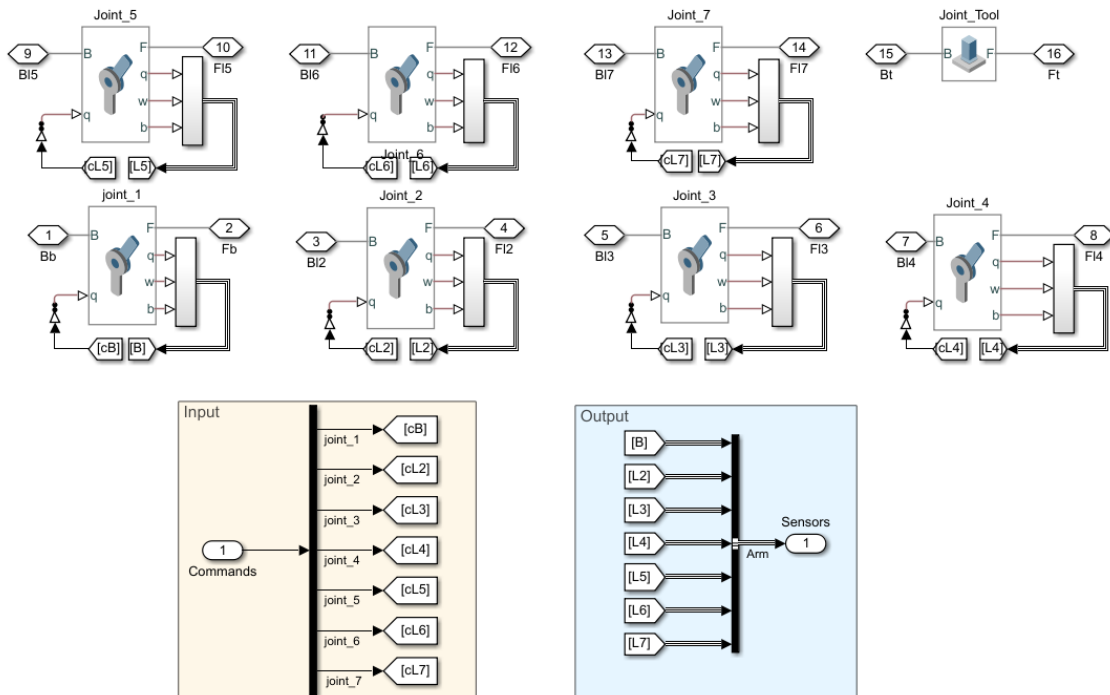 Joint_5
9
Bl5
B
F
q
w
b
q
10
Fl5
[cL5]
[L5]
11
Bl6
B
F
q
w
b
q
12
Fl6
Joint_6
[cL6]
[L6]
Joint_7
13
Bl7
B
F
q
w
b
q
14
Fl7
[cL7]
[L7]
Joint_Tool
15
Bt
B
F
16
Ft
joint_1
1
Bb
B
F
q
w
b
q
2
Fb
[cB]
[B]
Joint_2
3
Bl2
B
F
q
w
b
q
4
Fl2
[cL2]
[L2]
Joint_3
5
Bl3
B
F
q
w
b
q
6
Fl3
[cL3]
[L3]
Joint_4
7
Bl4
B
F
q
w
b
q
8
Fl4
[cL4]
[L4]
Input
1
Commands
joint_1
[cB]
joint_2
[cL2]
joint_3
[cL3]
joint_4
[cL4]
joint_5
[cL5]
joint_6
[cL6]
joint_7
[cL7]
Output
[B]
[L2]
[L3]
[L4]
[L5]
[L6]
[L7]
Arm
Sensors
1